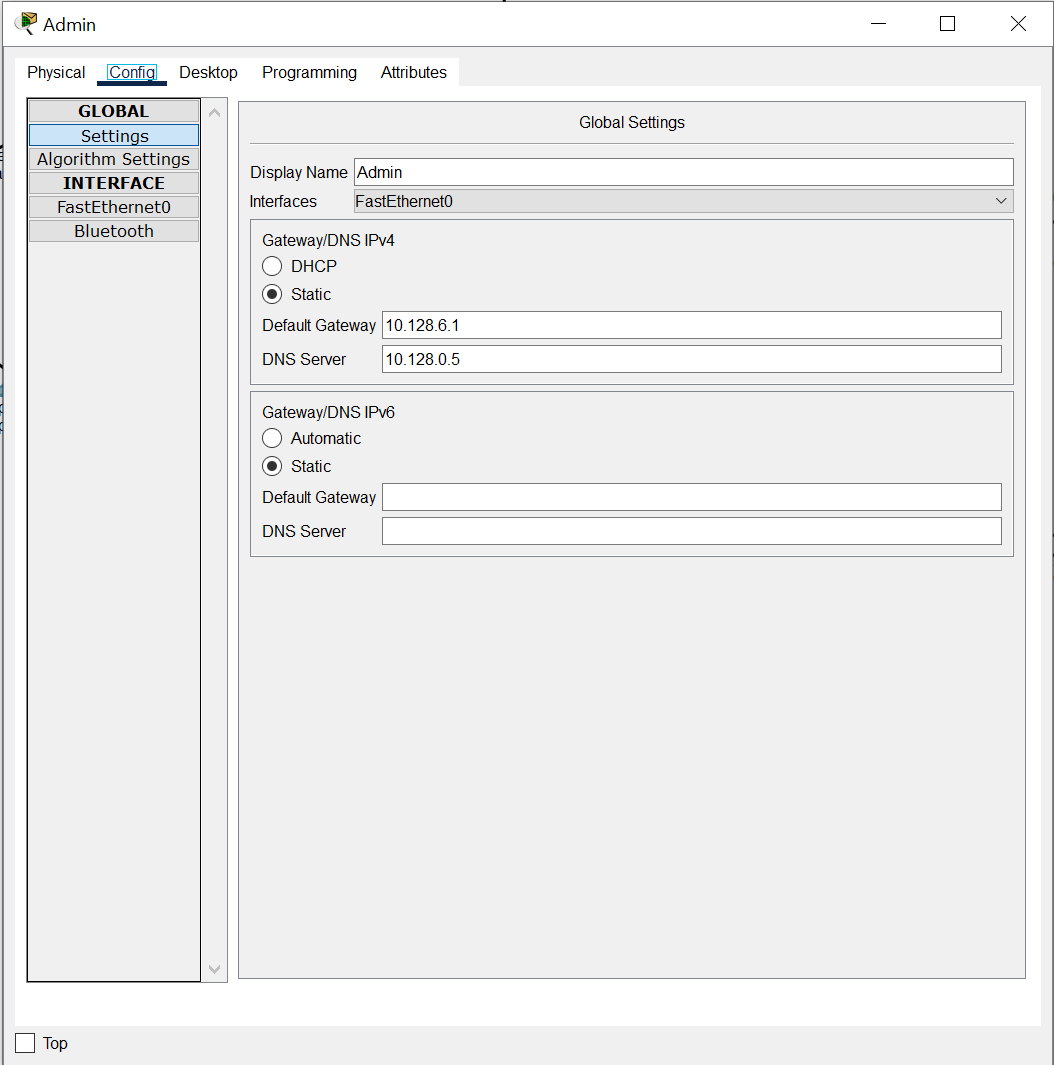 Admin
Physical Config Desktop Programming Attributes
GLOBAL
Settings
Algorithm Settings
INTERFACE
FastEthernet0
Bluetooth
Global Settings
Display Name Admin
Interfaces FastEthernet0
Gateway/DNS IPv4
DHCP
Static
Default Gateway 10.128.6.1
DNS Server 10.128.0.5
Gateway/DNS IPv6
Automatic
Static
Default Gateway
DNS Server
Top